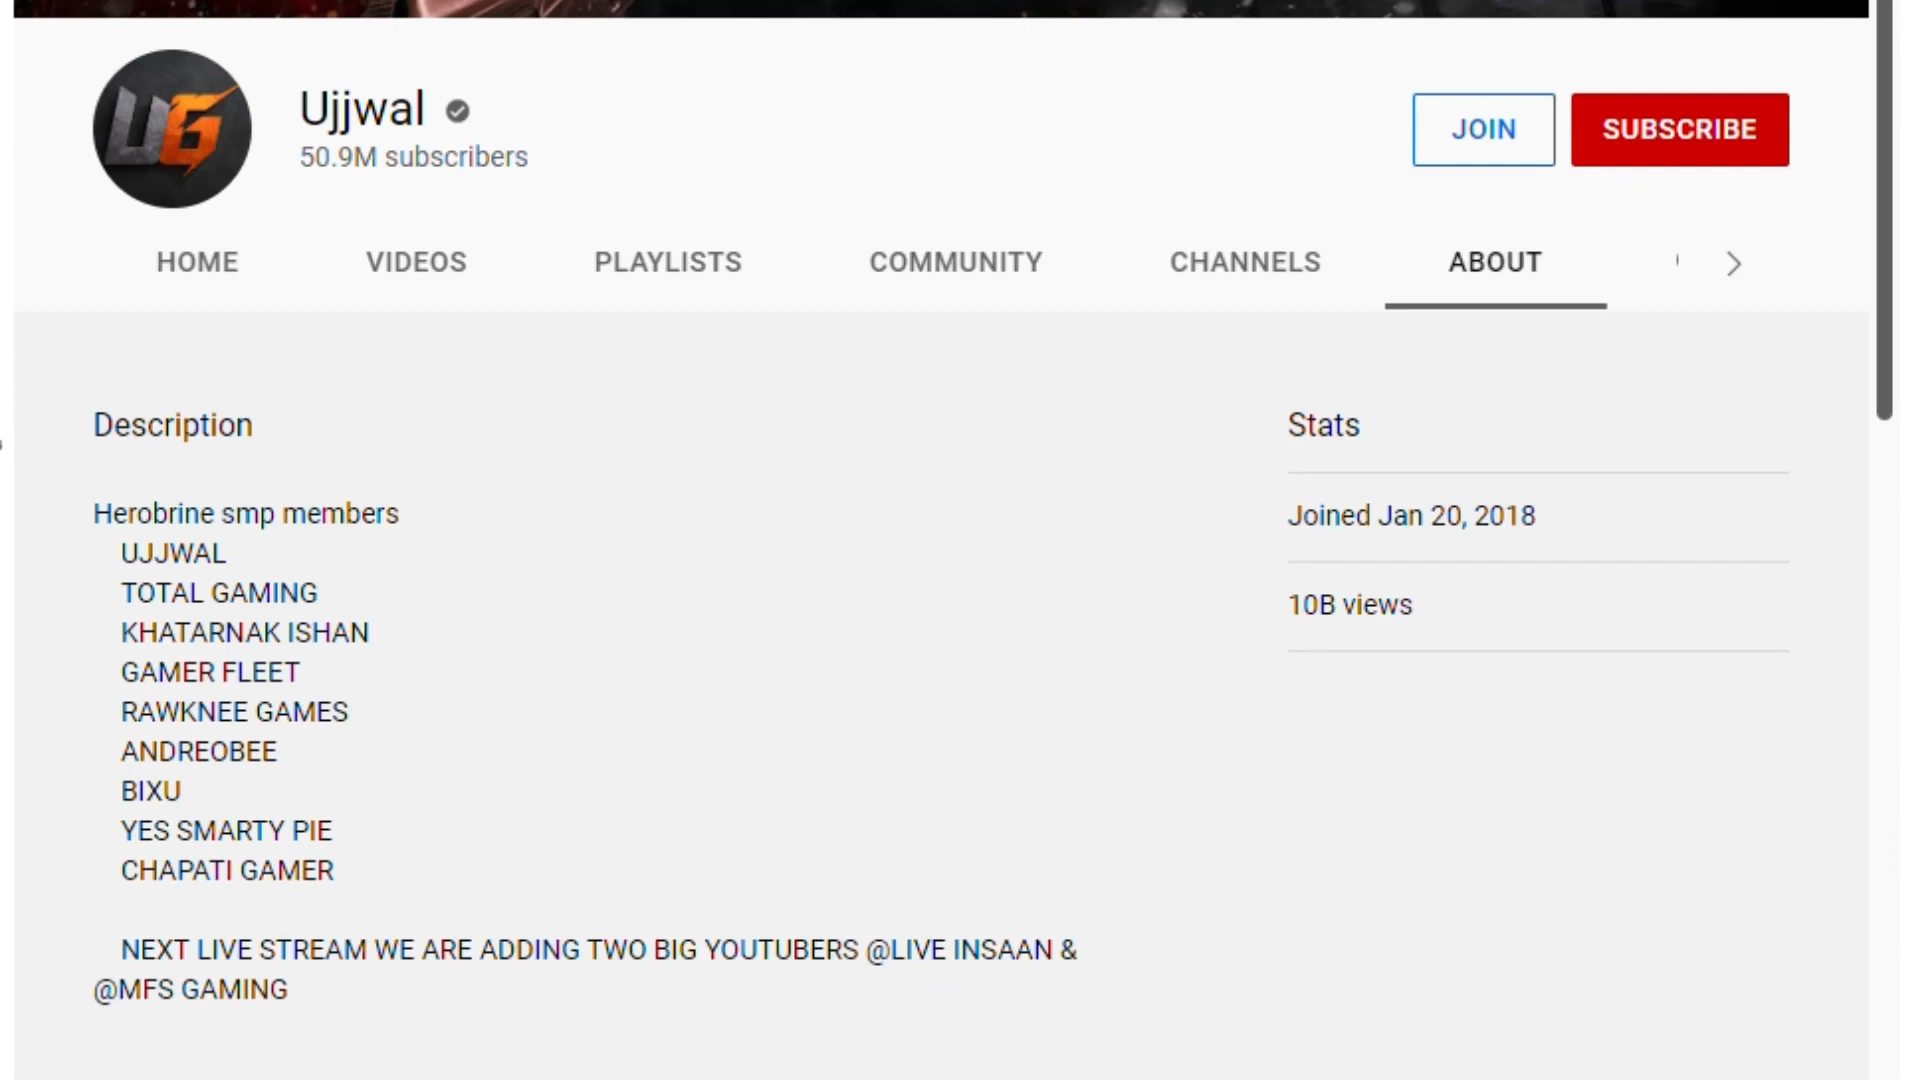 UG
Ujjwal
50.9M subscribers
JOIN
SUBSCRIBE
HOME
VIDEOS
PLAYLISTS
COMMUNITY
CHANNELS
ABOUT
Description
Herobrine smp members
UJJWAL
TOTAL GAMING
KHATARNAK ISHAN
GAMER FLEET
RAWKNEE GAMES
ANDREOBEE
BIXU
YES SMARTY PIE
CHAPATI GAMER
NEXT LIVE STREAM WE ARE ADDING TWO BIG YOUTUBERS @LIVE INSAAN &
@MFS GAMING
Stats
Joined Jan 20, 2018
10B views